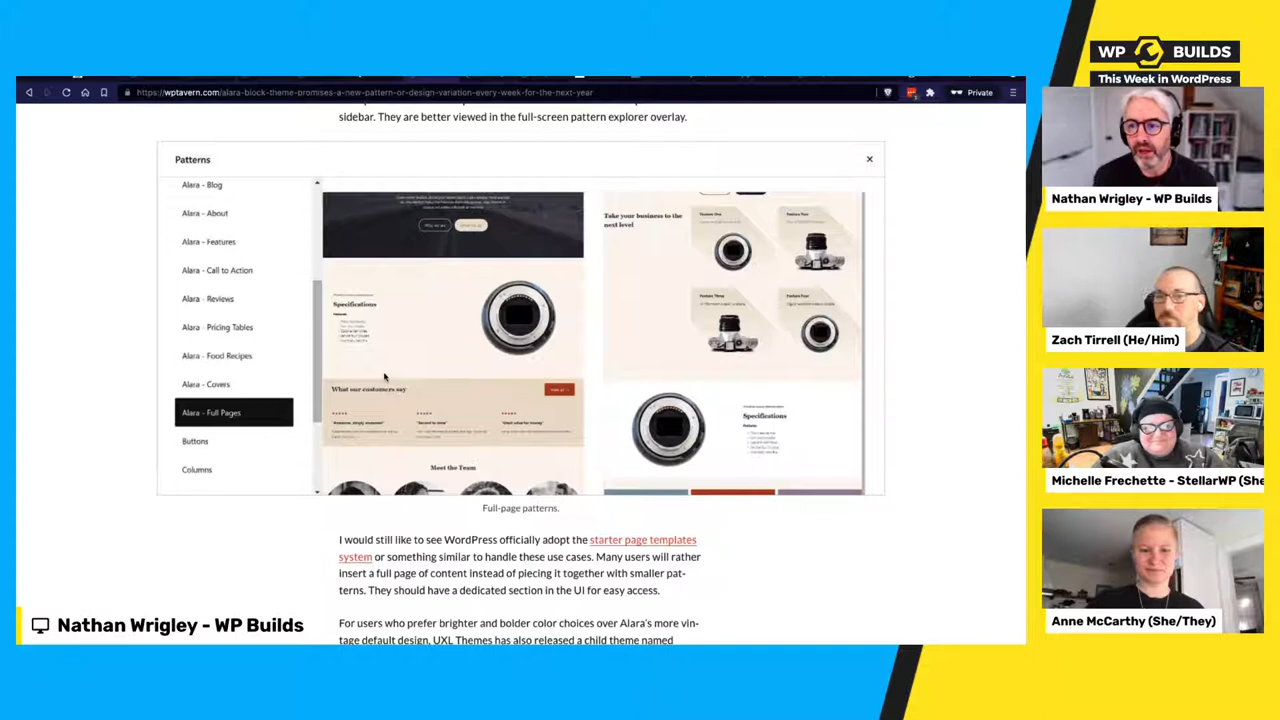 WP BUILDS
This Week in WordPress
https://wptavern.com/alara-block-theme-promises-a-new-pattern-or-design-variation-every-week-for-the-next-year
Private
sidebar. They are better viewed in the full-screen pattern explorer overlay.
Patterns
Alara - Blog
Alara - About
Alara - Features
Alara - Call to Action
Alara - Reviews
Alara - Pricing Tables
Alara - Food Recipes
Alara - Covers
Alara - Full Pages
Buttons
Columns
Specifications
What our customers say
Meet the Team
Take your business to the
next level
Feature One
Feature Two
Feature Three
Feature Four
Specifications
Full-page patterns.
I would still like to see WordPress officially adopt the starter page templates
system or something similar to handle these use cases. Many users will rather
insert a full page of content instead of piecing it together with smaller pat-
terns. They should have a dedicated section in the UI for easy access.
For users who prefer brighter and bolder color choices over Alara's more vin-
tage default design, UXL Themes has also released a child theme named
Nathan Wrigley - WP Builds
Nathan Wrigley - WP Builds
Zach Tirrell (He/Him)
Michelle Frechette - StellarWP (She
Anne McCarthy (She/They)